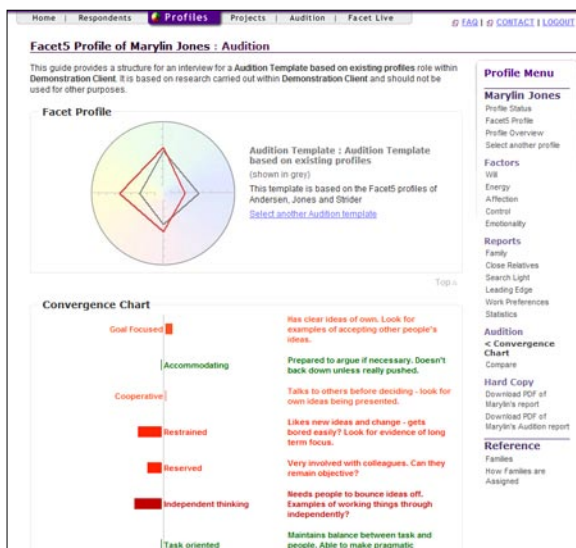 Home | Respondents Profiles Projects | Audition | Facet Live
FAQ | CONTACT | LOGOUT
Facet5 Profile of Marylin Jones : Audition
This guide provides a structure for an interview for a Audition Template based on existing profiles role within
Demonstration Client. It is based on research carried out within Demonstration Client and should not be
used for other purposes.
Facet Profile
Audition Template : Audition Template
based on existing profiles
(shown in grey)
This template is based on the Facet5 profiles of
Andersen, Jones and Strider
Select another Audition template
Top
Convergence Chart
Goal Focused
Has clear ideas of own. Look for
examples of accepting other people's
ideas.
Accommodating
Prepared to argue if necessary. Doesn't
back down unless really pushed.
Cooperative
Talks to others before deciding - look for
own ideas being presented.
Restrained
Likes new ideas and change - gets
bored easily? Look for evidence of long
term focus.
Reserved
Very involved with colleagues. Can they
remain objective?
Independent thinking
Needs people to bounce ideas off.
Examples of working things through
independently?
Task oriented
Maintains balance between task and
people. Able to make pragmatic
Profile Menu
Marylin Jones
Profile Status
Facet5 Profile
Profile Overview
Select another profile
Factors
Will
Energy
Affection
Control
Emotionality
Reports
Family
Close Relatives
Search Light
Leading Edge
Work Preferences
Statistics
Audition
< Convergence
Chart
Compare
Hard Copy
Download PDF of
Marylin's report
Download PDF of
Marylin's Audition report
Reference
Families
How Families are
Assigned